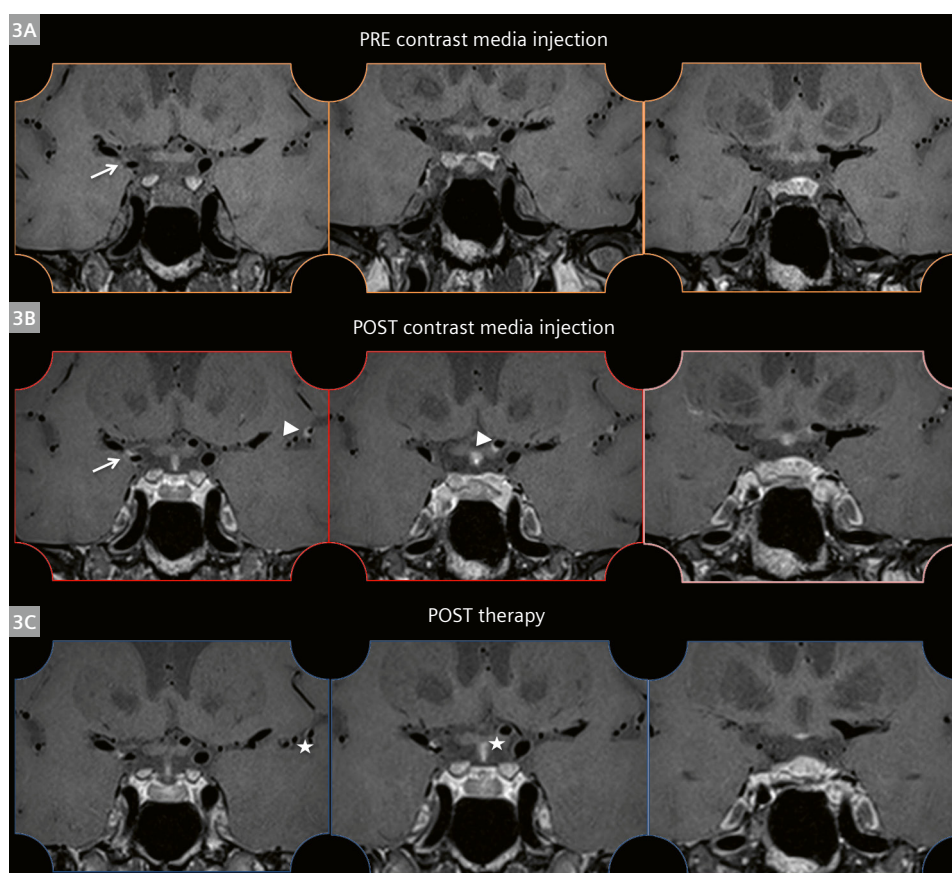 3A
PRE contrast media injection
3B
POST contrast media injection
3C
POST therapy